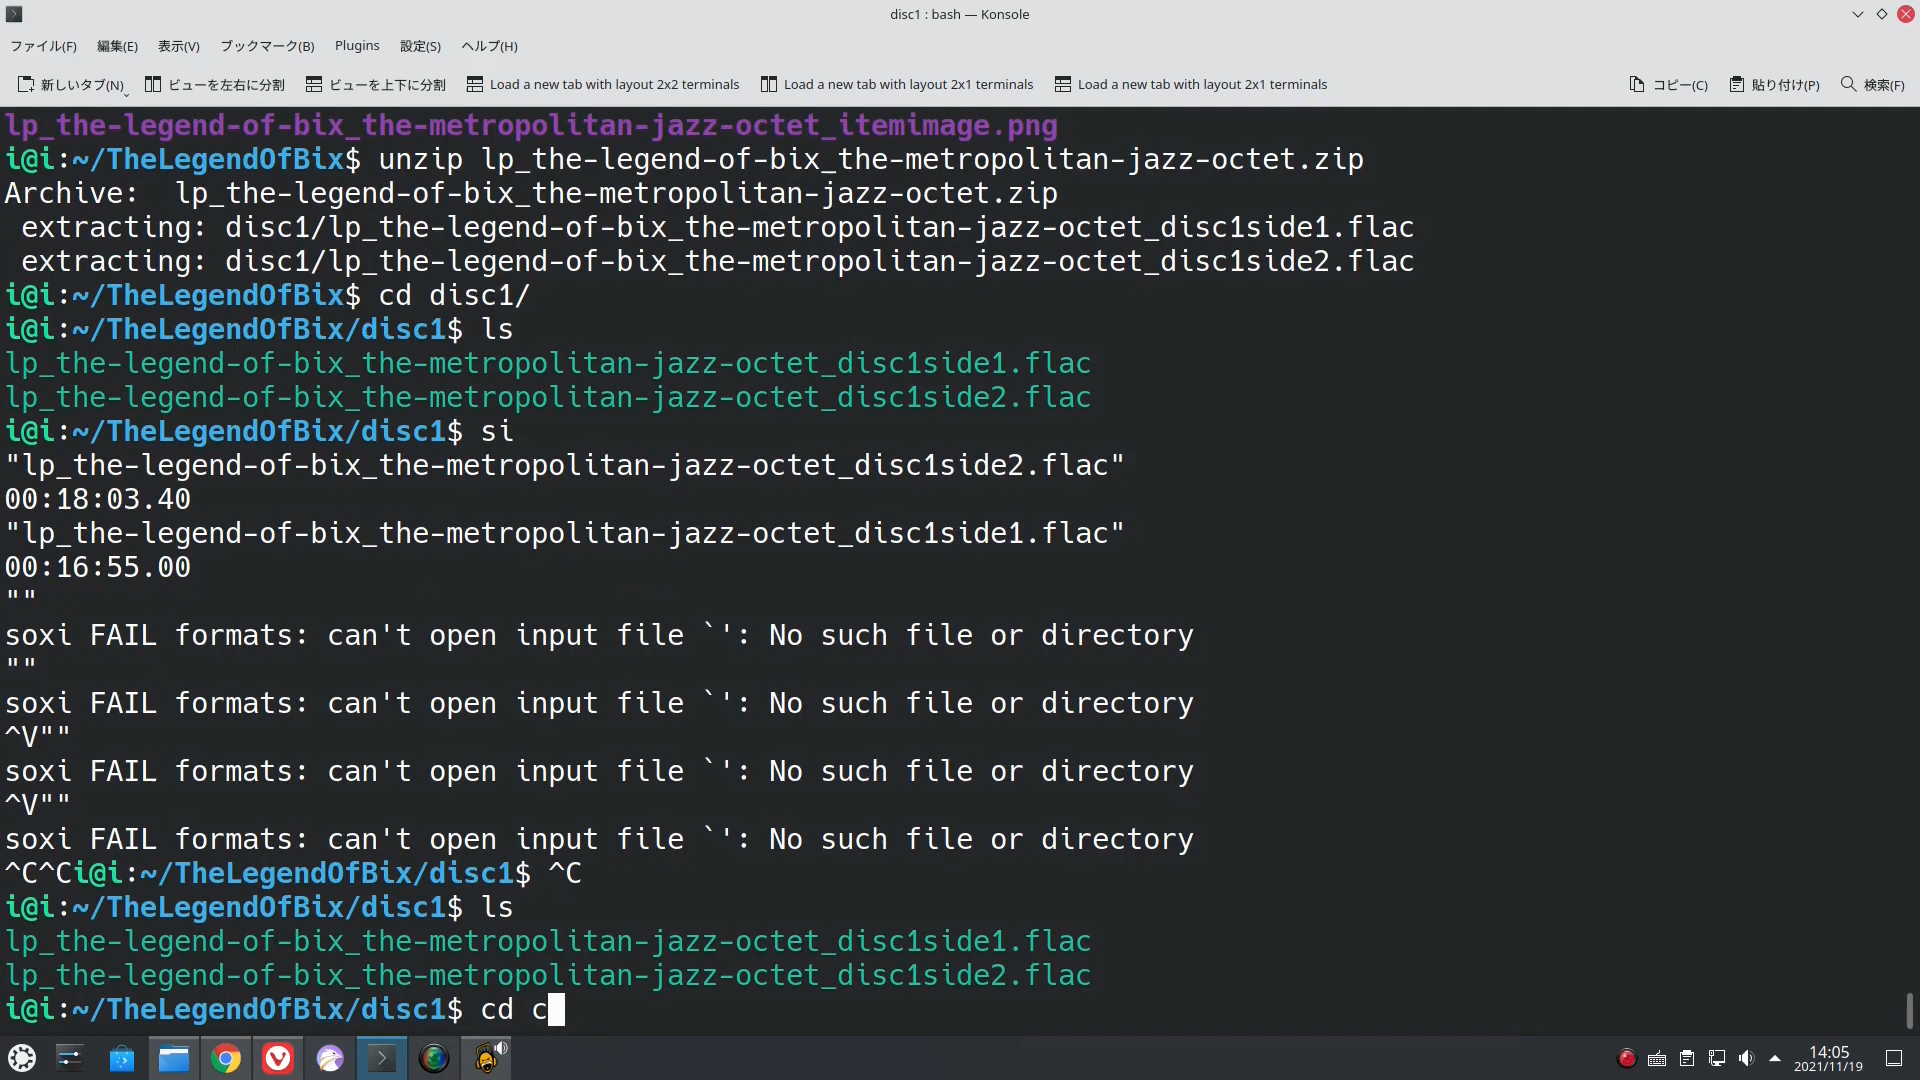 disc1 : bash — Konsole
ファイル(F) 編集(E) 表示(V) ブックマーク(B) Plugins 設定(S) ヘルプ(H)
新しいタブ(N) ビューを左右に分割 ビューを上下に分割 Load a new tab with layout 2x2 terminals Load a new tab with layout 2x1 terminals Load a new tab with layout 2x1 terminals コピー(C) 貼り付け(P) 検索(F)
lp_the-legend-of-bix_the-metropolitan-jazz-octet_itemimage.png
i@i:~/TheLegendOfBix$ unzip lp_the-legend-of-bix_the-metropolitan-jazz-octet.zip
Archive:  lp_the-legend-of-bix_the-metropolitan-jazz-octet.zip
 extracting: disc1/lp_the-legend-of-bix_the-metropolitan-jazz-octet_disc1side1.flac
 extracting: disc1/lp_the-legend-of-bix_the-metropolitan-jazz-octet_disc1side2.flac
i@i:~/TheLegendOfBix$ cd disc1/
i@i:~/TheLegendOfBix/disc1$ ls
lp_the-legend-of-bix_the-metropolitan-jazz-octet_disc1side1.flac
lp_the-legend-of-bix_the-metropolitan-jazz-octet_disc1side2.flac
i@i:~/TheLegendOfBix/disc1$ si
"lp_the-legend-of-bix_the-metropolitan-jazz-octet_disc1side2.flac"
00:18:03.40
"lp_the-legend-of-bix_the-metropolitan-jazz-octet_disc1side1.flac"
00:16:55.00
""
soxi FAIL formats: can't open input file `': No such file or directory
""
soxi FAIL formats: can't open input file `': No such file or directory
^V""
soxi FAIL formats: can't open input file `': No such file or directory
^V""
soxi FAIL formats: can't open input file `': No such file or directory
^C^Ci@i:~/TheLegendOfBix/disc1$ ^C
i@i:~/TheLegendOfBix/disc1$ ls
lp_the-legend-of-bix_the-metropolitan-jazz-octet_disc1side1.flac
lp_the-legend-of-bix_the-metropolitan-jazz-octet_disc1side2.flac
i@i:~/TheLegendOfBix/disc1$ cd c
14:05
2021/11/19